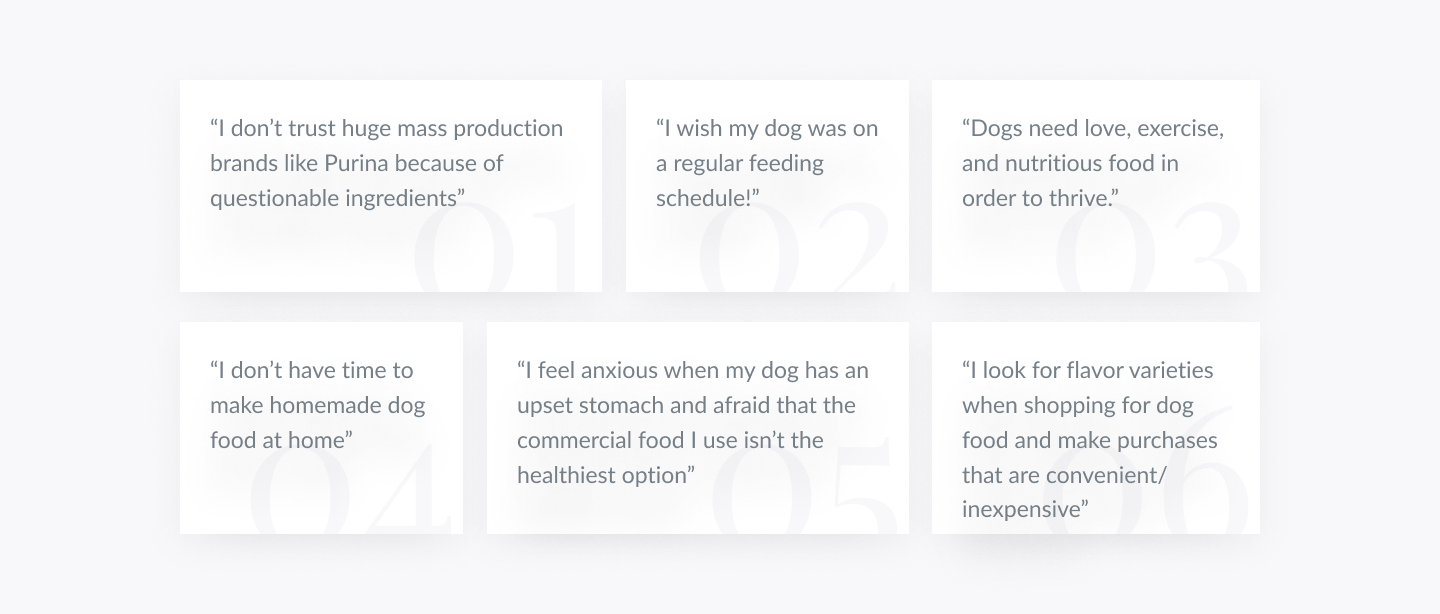 “I don’t trust huge mass production
brands like Purina because of
questionable ingredients”
01
“I wish my dog was on
a regular feeding
schedule!”
02
“Dogs need love, exercise,
and nutritious food in
order to thrive.”
03
“I don’t have time to
make homemade dog
food at home”
04
“I feel anxious when my dog has an
upset stomach and afraid that the
commercial food I use isn’t the
healthiest option”
05
“I look for flavor varieties
when shopping for dog
food and make purchases
that are convenient/
inexpensive”
06